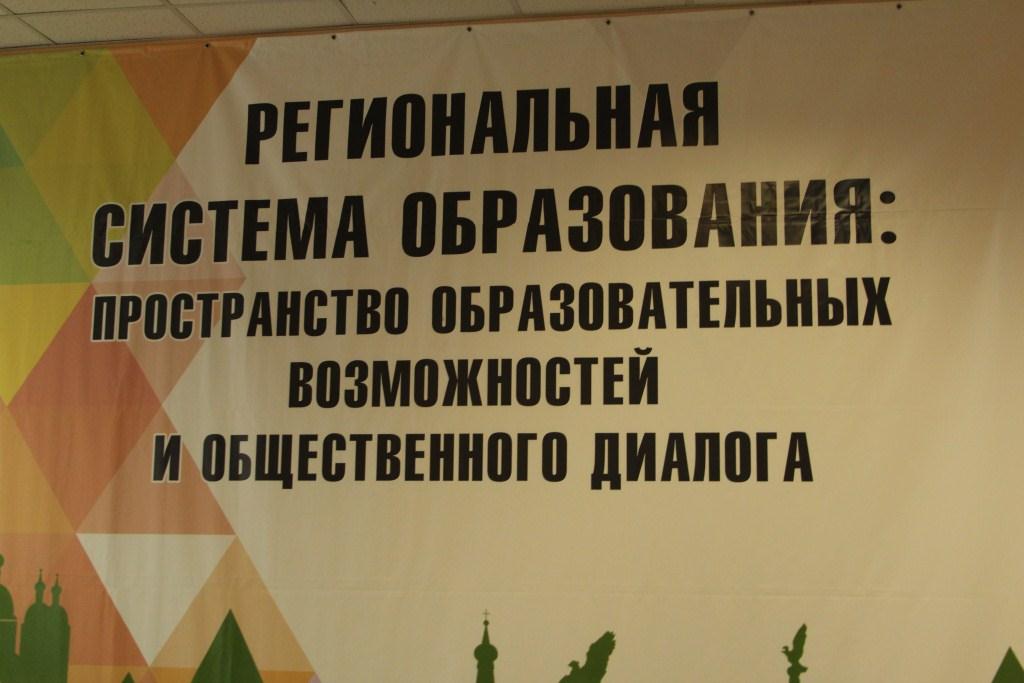 РЕГИОНАЛЬНАЯ
СИСТЕМА ОБРАЗОВАНИЯ:
ПРОСТРАНСТВО ОБРАЗОВАТЕЛЬНЫХ
ВОЗМОЖНОСТЕЙ
И ОБЩЕСТВЕННОГО ДИАЛОГА